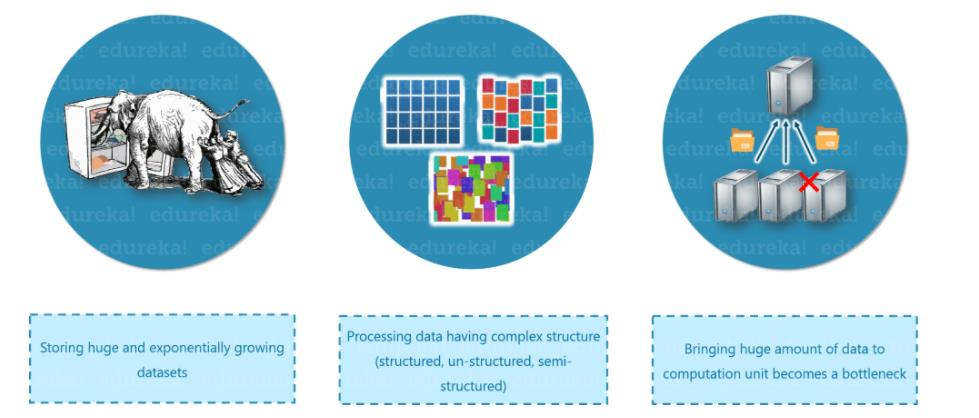 edureka!
Storing huge and exponentially growing
datasets
Processing data having complex structure
(structured, un-structured, semi-
structured)
Bringing huge amount of data to
computation unit becomes a bottleneck